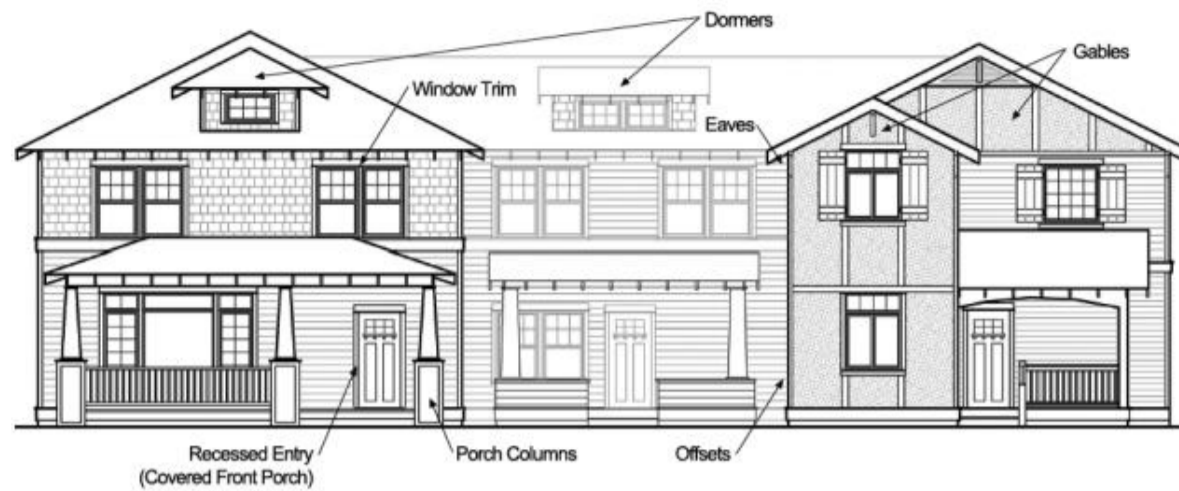 Dormers
Gables
Window Trim
Eaves
Recessed Entry
(Covered Front Porch)
Porch Columns
Offsets